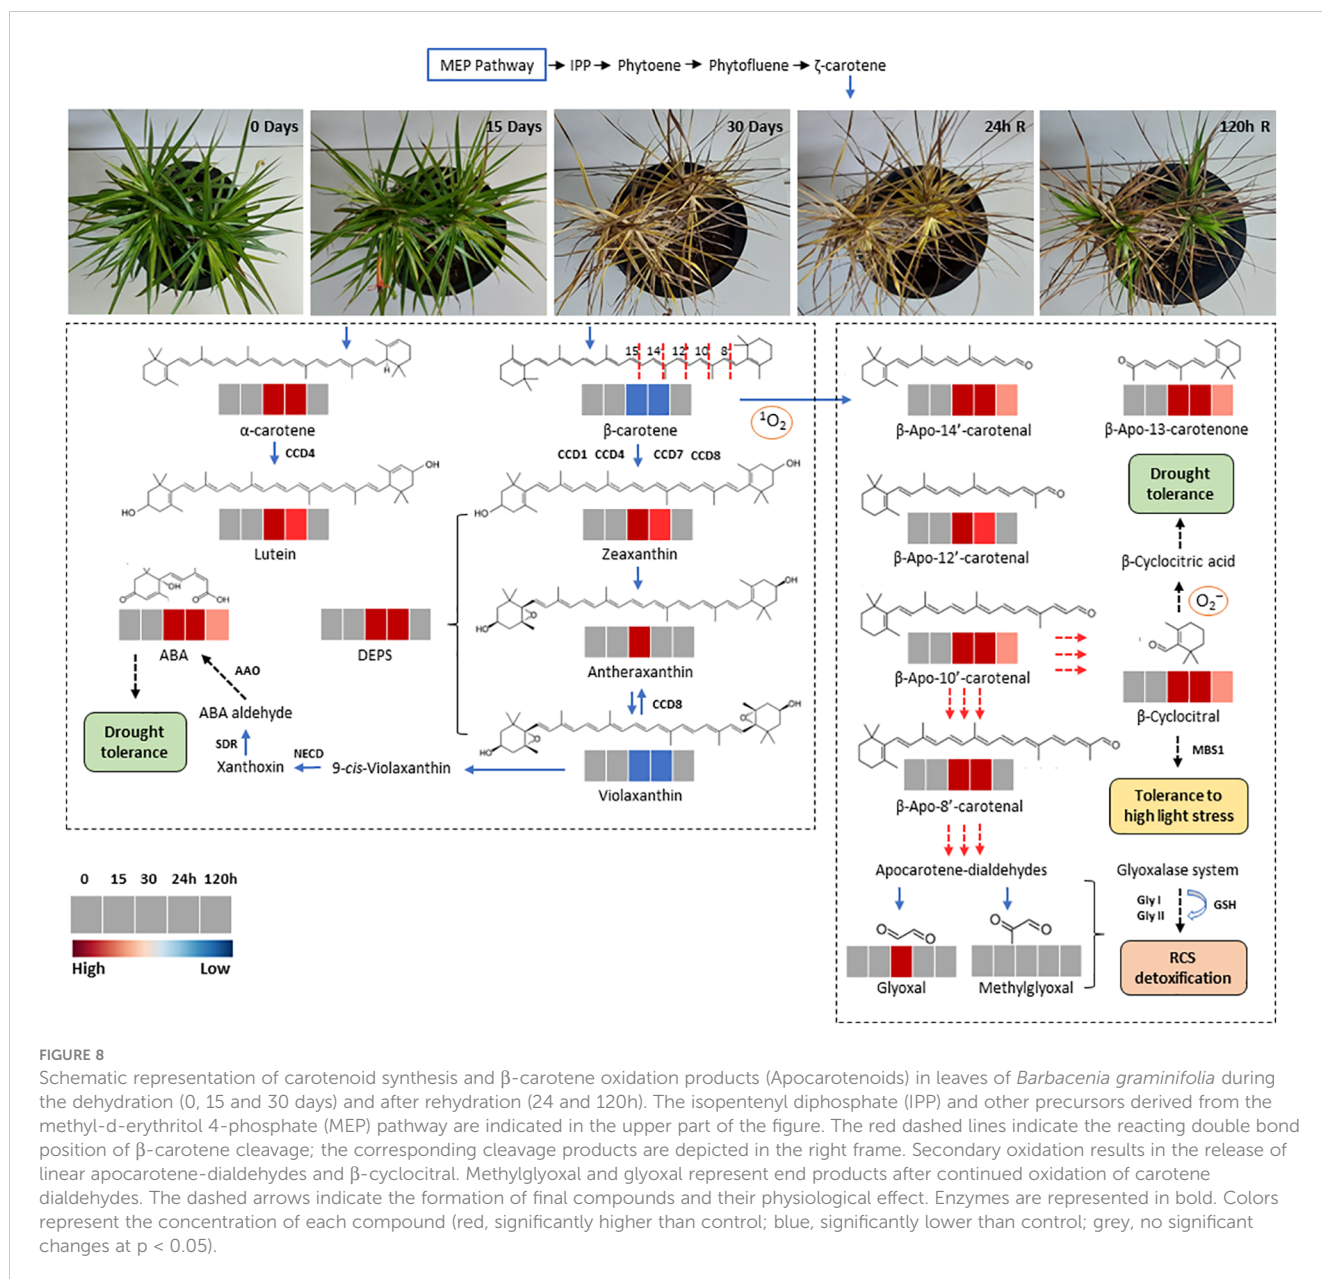 MEP Pathway IPP Phytoene Phytofluene ζ-carotene
0 Days 15 Days 30 Days 24h R 120h R
15 14 12 10 8
α-carotene
β-carotene
¹O₂
β-Apo-14’-carotenal
β-Apo-13-carotenone
CCD4
CCD1 CCD4 CCD7 CCD8
OH
HO
Lutein
OH
HO
Zeaxanthin
O
β-Apo-12’-carotenal
Drought
tolerance
β-Cyclocitric acid
O₂⁻
OH
O
OH
ABA
DEPS
OH
O
HO
Antheraxanthin
O
β-Apo-10’-carotenal
O
β-Cyclocitral
AAO
ABA aldehyde
Drought
tolerance
SDR
Xanthoxin
NECD
9-cis-Violaxanthin
CCD8
OH
O
O
HO
Violaxanthin
O
β-Apo-8’-carotenal
MBS1
Tolerance to
high light stress
Apocarotene-dialdehydes
Glyoxalase system
Gly I
Gly II
GSH
O
O
Glyoxal
O
O
Methylglyoxal
RCS
detoxification
0 15 30 24h 120h
High Low
FIGURE 8
Schematic representation of carotenoid synthesis and β-carotene oxidation products (Apocarotenoids) in leaves of Barbacenia graminifolia during
the dehydration (0, 15 and 30 days) and after rehydration (24 and 120h). The isopentenyl diphosphate (IPP) and other precursors derived from the
methyl-d-erythritol 4-phosphate (MEP) pathway are indicated in the upper part of the figure. The red dashed lines indicate the reacting double bond
position of β-carotene cleavage; the corresponding cleavage products are depicted in the right frame. Secondary oxidation results in the release of
linear apocarotene-dialdehydes and β-cyclocitral. Methylglyoxal and glyoxal represent end products after continued oxidation of carotene
dialdehydes. The dashed arrows indicate the formation of final compounds and their physiological effect. Enzymes are represented in bold. Colors
represent the concentration of each compound (red, significantly higher than control; blue, significantly lower than control; grey, no significant
changes at p < 0.05).